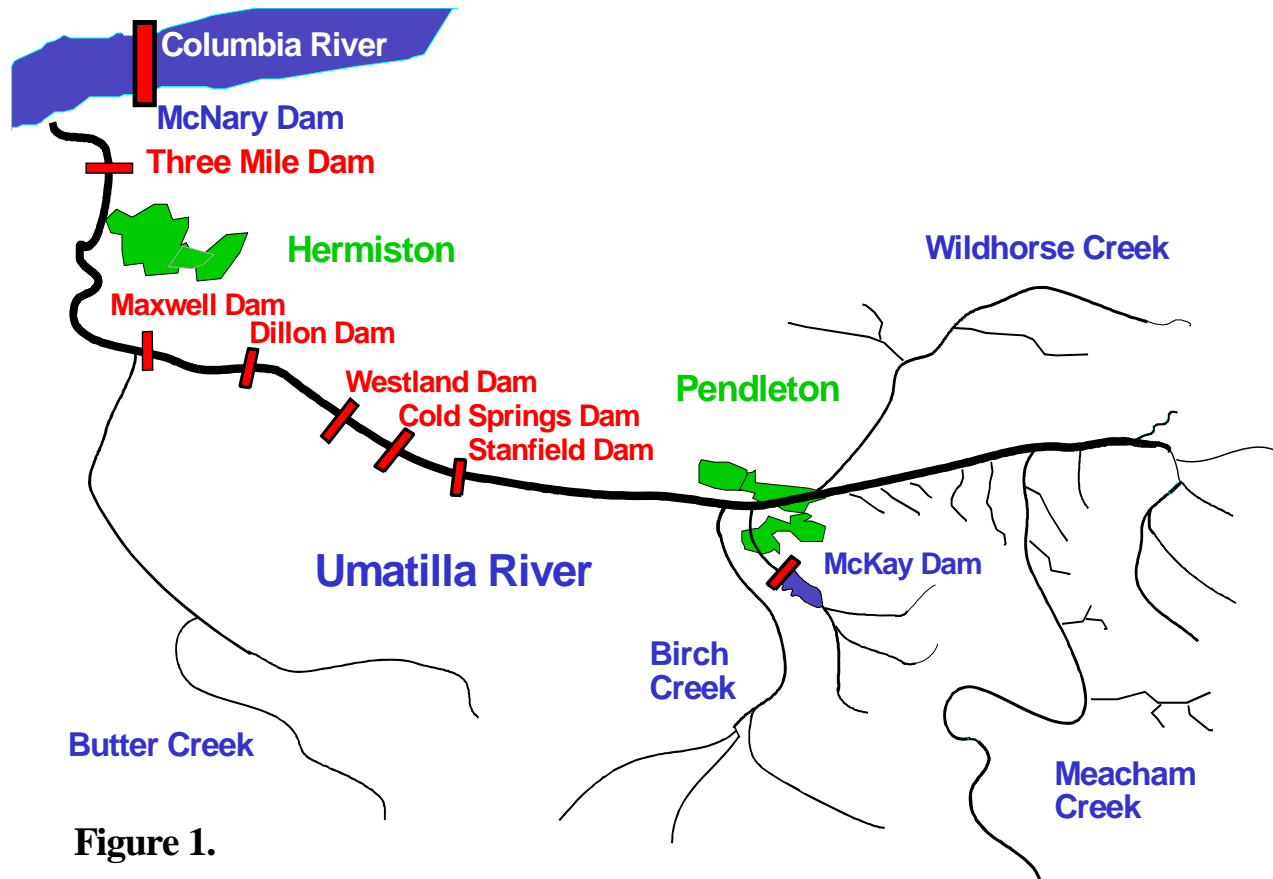 Columbia River
McNary Dam
Three Mile Dam
Hermiston
Wildhorse Creek
Maxwell Dam
Dillon Dam
Westland Dam
Pendleton
Cold Springs Dam
Stanfield Dam
Umatilla River
McKay Dam
Birch
Creek
Butter Creek
Meacham
Creek
Figure 1.